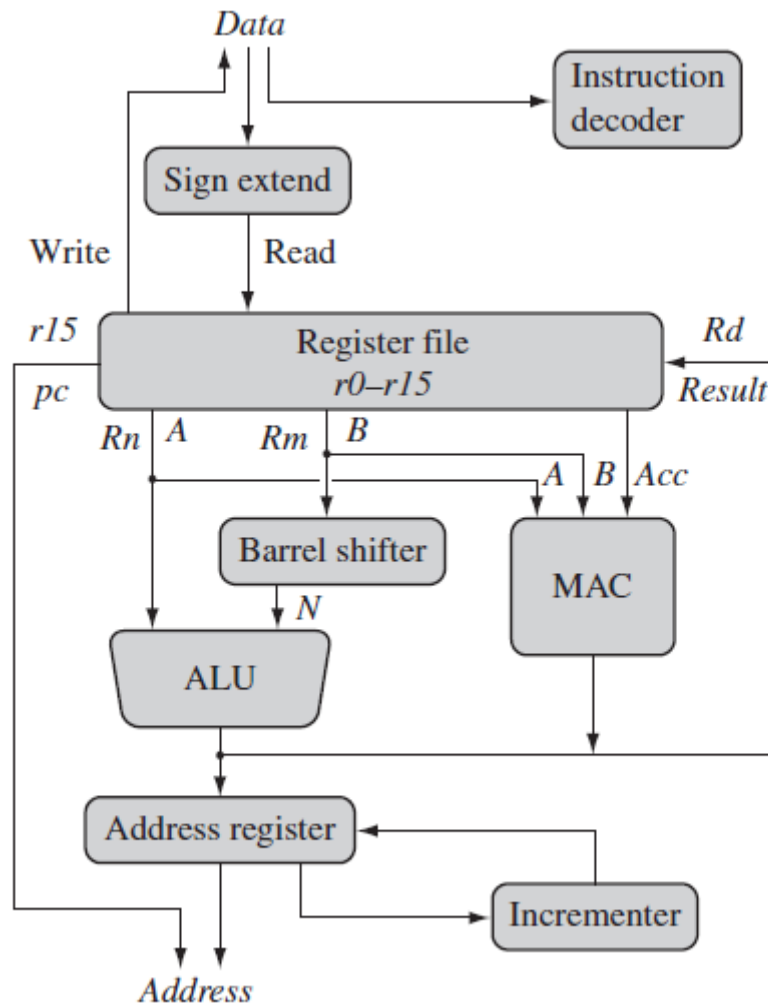 Data
Instruction
decoder
Sign extend
Write
Read
r15
Register file
Rd
pc
r0–r15
Result
Rn A
Rm B
A B Acc
Barrel shifter
MAC
N
ALU
Address register
Incrementer
Address